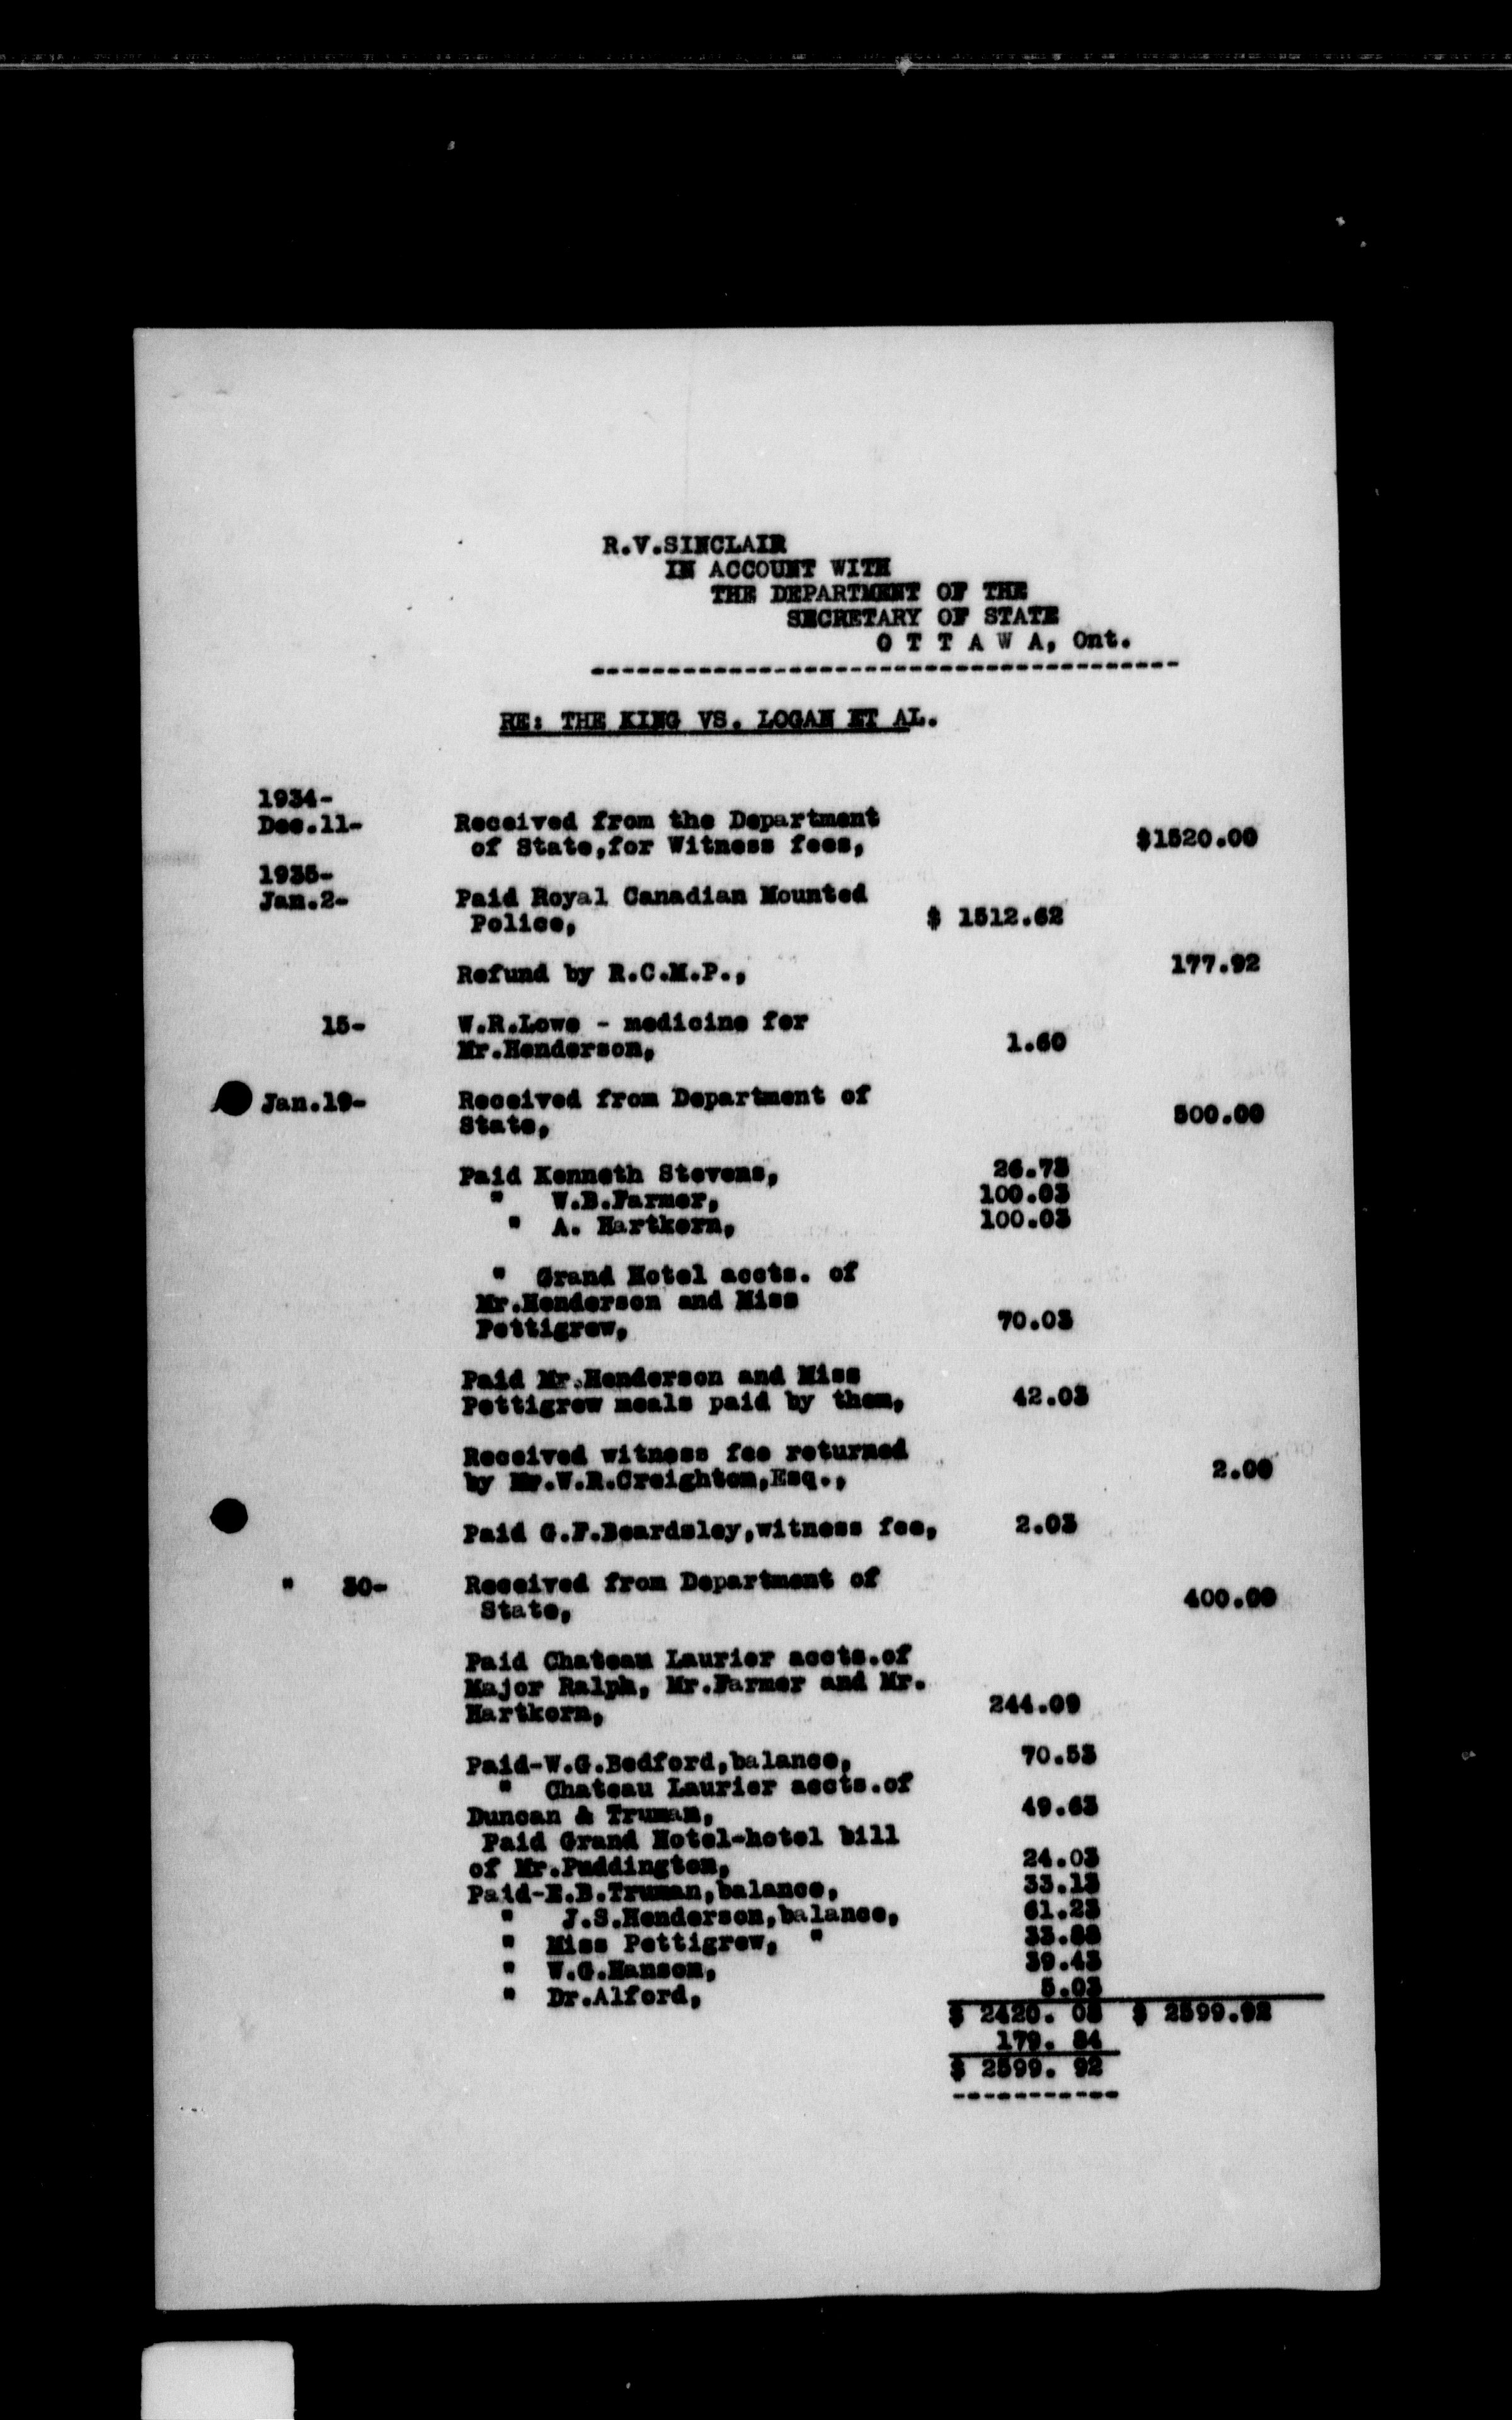 R.V.SINCLAIR
IN ACCOUNT WITH
THE DEPARTMENT OF THE
SECRETARY OF STATE
O T T A W A, Ont.
RE: THE KING VS. LOGAN ET AL.
1934-
Dec.11- Received from the Department
of State,for Witness fees, $1520.00
1935-
Jan.2- Paid Royal Canadian Mounted
Police, $ 1512.62
Refund by R.C.M.P., 177.92
15- W.R.Lowe - medicine for
Mr.Henderson, 1.60
Jan.19- Received from Department of
State, 500.00
Paid Kenneth Stevens, 26.73
" W.B.Farmer, 100.03
" A. Hartkorn, 100.03
" Grand Hotel accts. of
Mr.Henderson and Miss
Pettigrew, 70.03
Paid Mr.Henderson and Miss
Pettigrew meals paid by them, 42.03
Received witness fee returned
by Mr.W.R.Creighton,Esq., 2.00
Paid G.F.Beardsley,witness fee, 2.03
" 30- Received from Department of
State, 400.00
Paid Chateau Laurier accts.of
Major Ralph, Mr.Farmer and Mr.
Hartkorn, 244.09
Paid-W.G.Bedford,balance, 70.53
" Chateau Laurier accts.of
Duncan & Truman, 49.63
Paid Grand Hotel-hotel bill
of Mr.Puddington, 24.03
Paid-E.B.Truman,balance, 33.13
" J.S.Henderson,balance, 61.23
" Miss Pettigrew, " 33.88
" W.G.Hanson, 39.43
" Dr.Alford, 5.03
$ 2420. 08 $ 2599.92
179. 84
$ 2599. 92